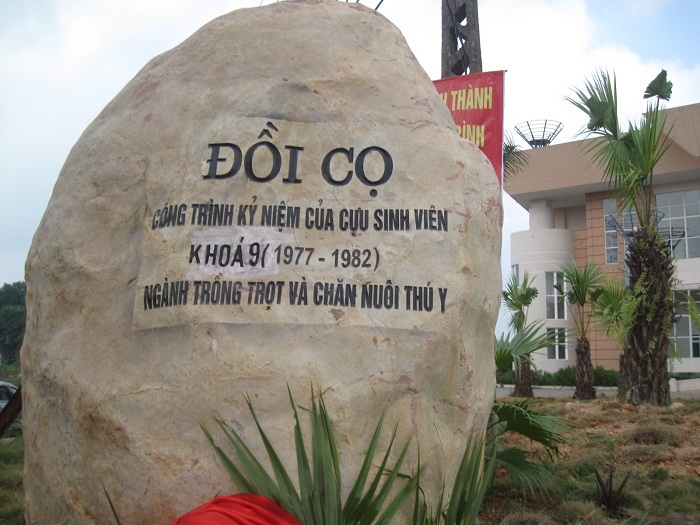 ĐỒI CỌ
CÔNG TRÌNH KỶ NIỆM CỦA CỰU SINH VIÊN
KHOÁ 9 (1977 - 1982)
NGÀNH TRỒNG TRỌT VÀ CHĂN NUÔI THÚ Y
THÀNH